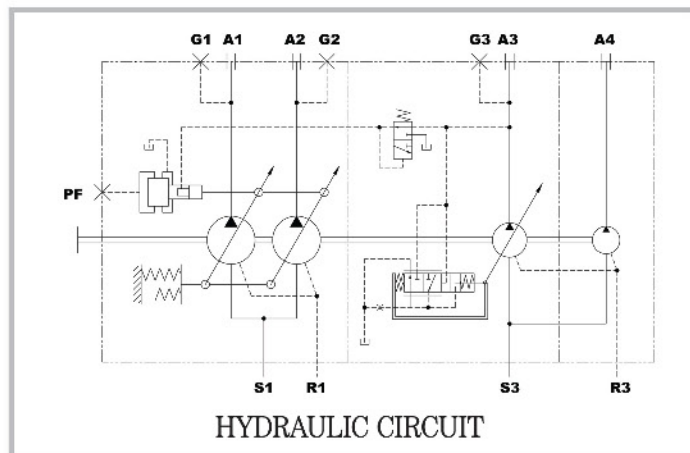 G1 A1 A2 G2 G3 A3 A4
PF
S1 R1 S3 R3
HYDRAULIC CIRCUIT